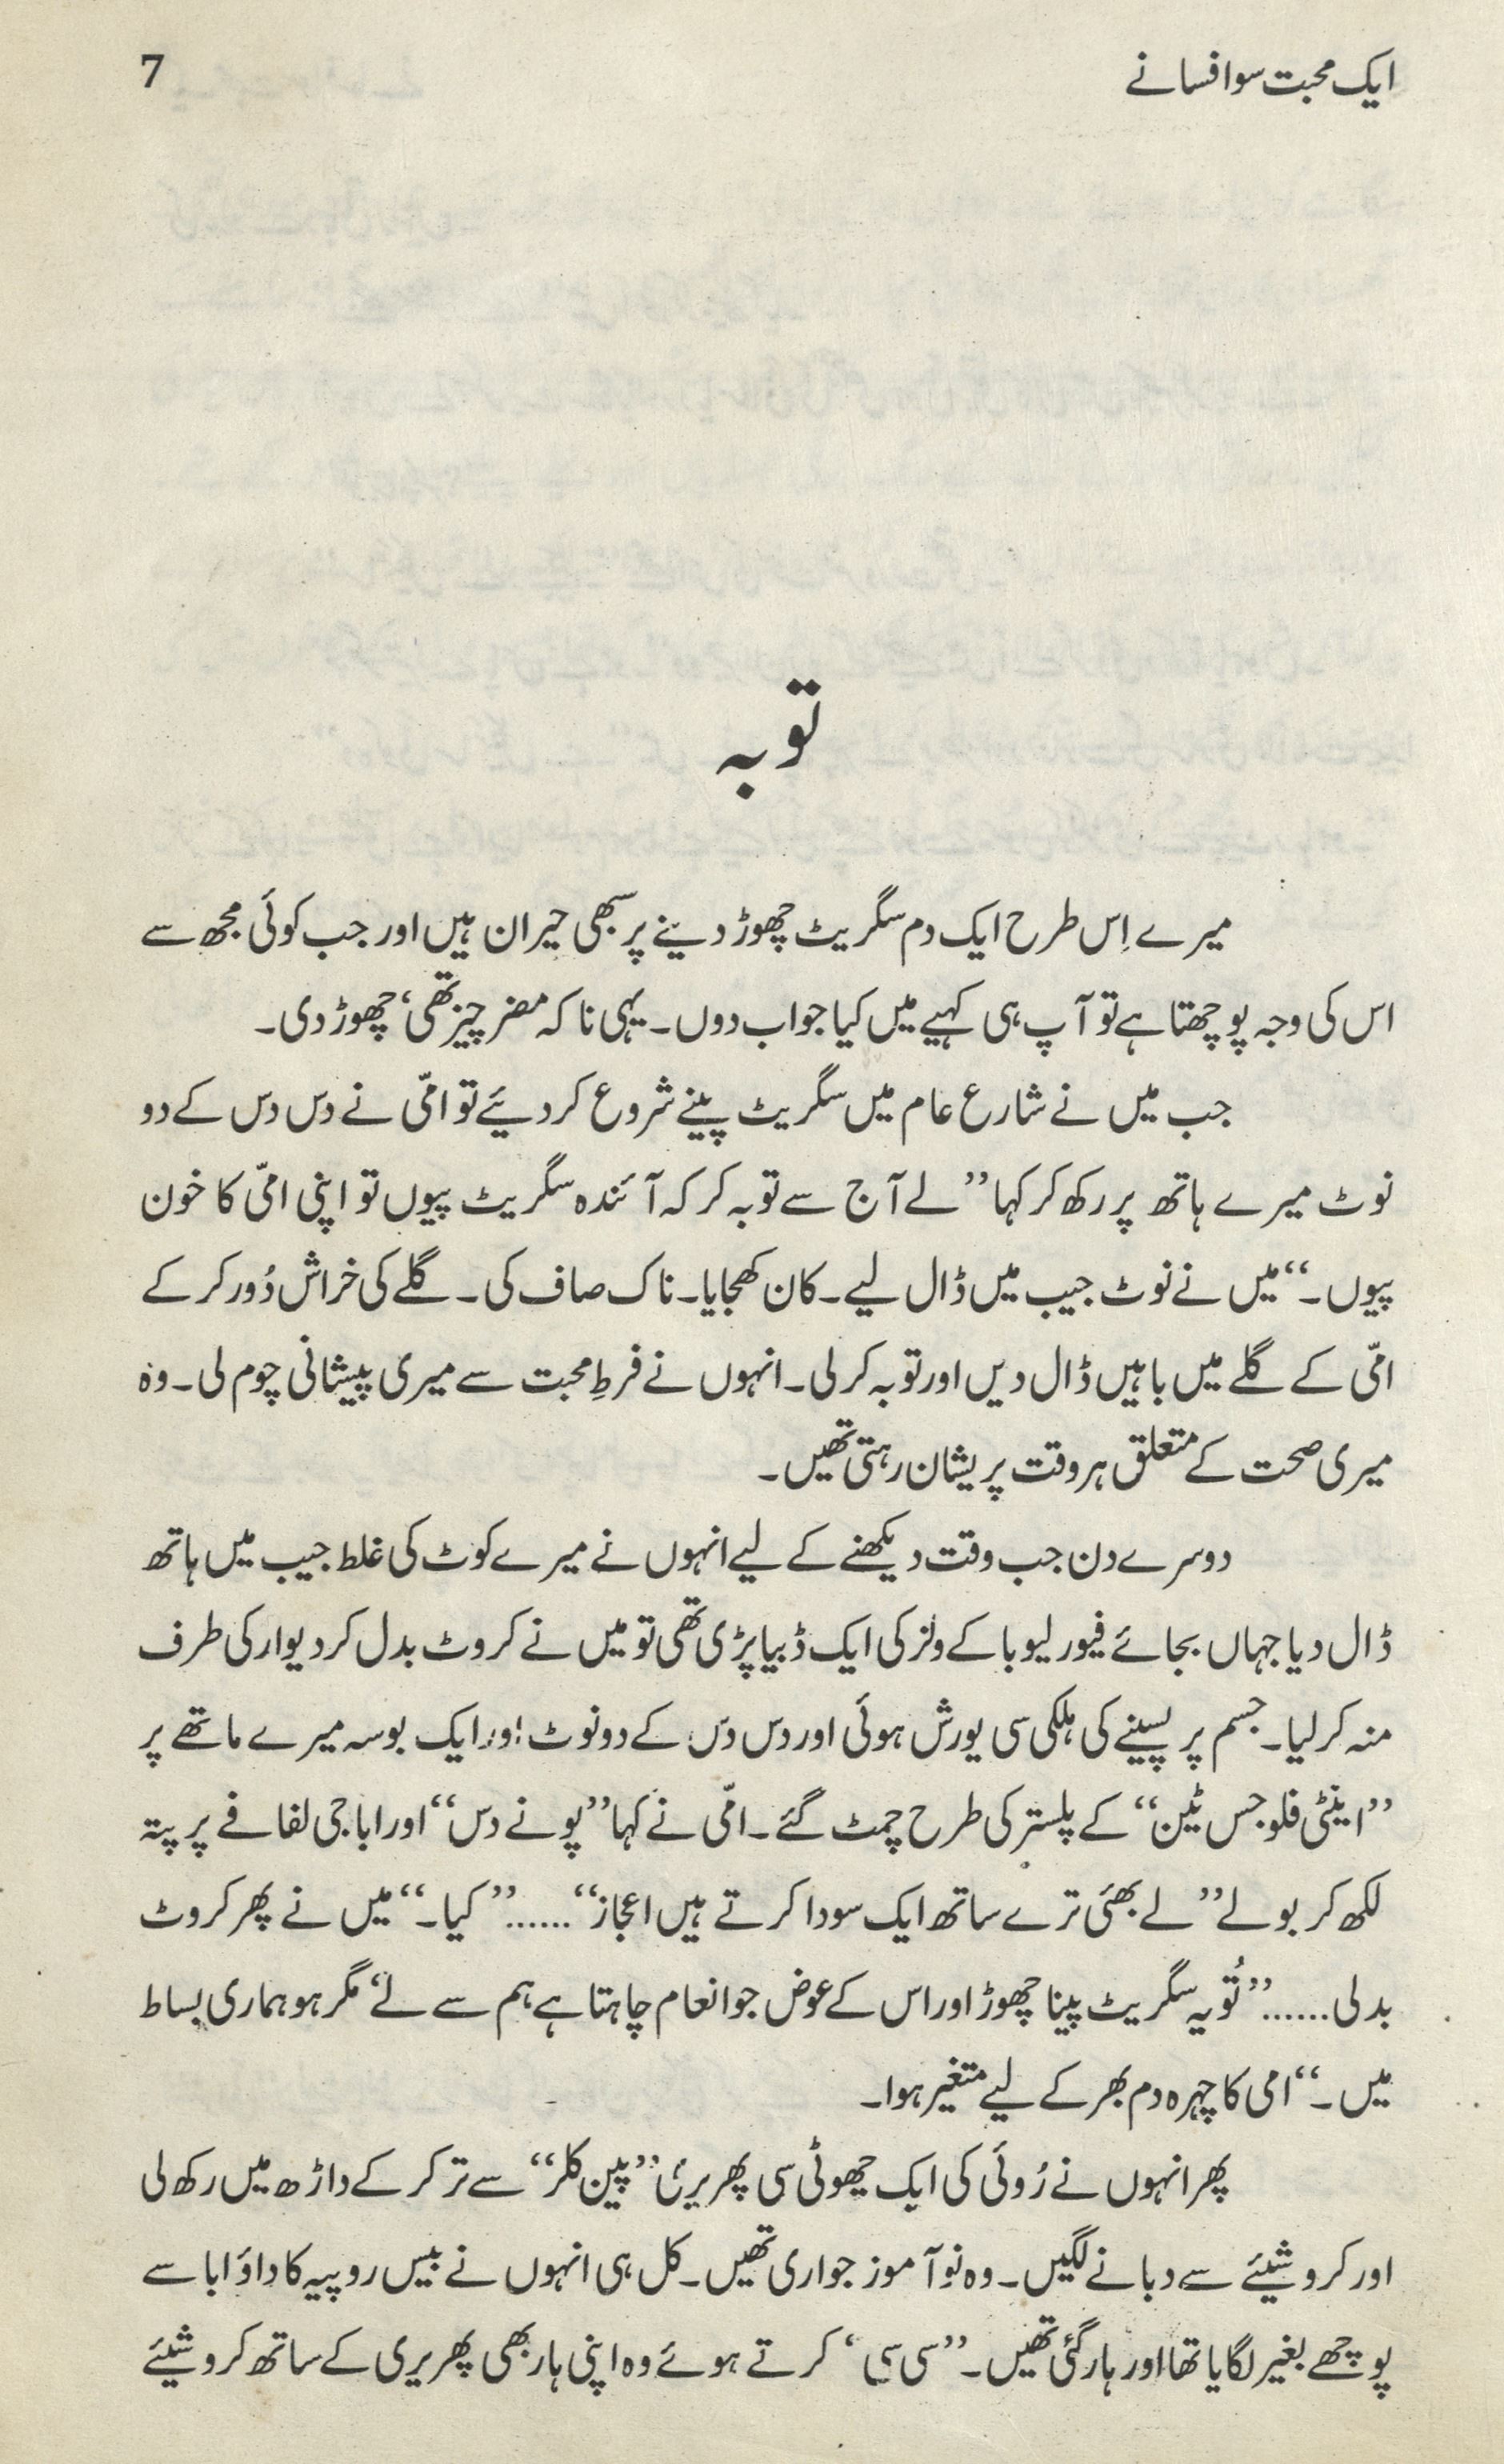 ایک محبت سو افسانے
7
توبہ
میرے اِس طرح ایک دم سگریٹ چھوڑ دینے پر سبھی حیران ہیں اور جب کوئی مجھ سے
اس کی وجہ پوچھتا ہے تو آپ ہی کہیے میں کیا جواب دوں۔ یہی نا کہ مضر چیز تھی، چھوڑ دی۔
جب میں نے شارع عام میں سگریٹ پینے شروع کر دیئے تو امّی نے دس دس کے دو
نوٹ میرے ہاتھ پر رکھ کر کہا ”لے آج سے توبہ کر کہ آئندہ سگریٹ پیوں تو اپنی امّی کا خون
پیوں۔“ میں نے نوٹ جیب میں ڈال لیے۔ کان کھجایا۔ ناک صاف کی۔ گلے کی خراش دُور کر کے
امّی کے گلے میں باہیں ڈال دیں اور توبہ کر لی۔ انہوں نے فرطِ محبت سے میری پیشانی چوم لی۔ وہ
میری صحت کے متعلق ہر وقت پریشان رہتی تھیں۔
دوسرے دن جب وقت دیکھنے کے لیے انہوں نے میرے کوٹ کی غلط جیب میں ہاتھ
ڈال دیا جہاں بجائے فیور لیوبا کے ولز کی ایک ڈبیا پڑی تھی تو میں نے کروٹ بدل کر دیوار کی طرف
منہ کر لیا۔ جسم پر پسینے کی ہلکی سی یورش ہوئی اور دس دس کے دو نوٹ اور ایک بوسہ میرے ماتھے پر
”اینٹی فلوجس ٹین“ کے پلستر کی طرح چمٹ گئے۔ امّی نے کہا ”پونے دس“ اور ابا جی لفافے پر پتہ
لکھ کر بولے ”لے بھئی ترے ساتھ ایک سودا کرتے ہیں اعجاز“ ......”کیا۔“ میں نے پھر کروٹ
بدلی ......”تُو یہ سگریٹ پینا چھوڑ اور اس کے عوض جو انعام چاہتا ہے ہم سے لے، مگر ہو ہماری بساط
میں۔“ امی کا چہرہ دم بھر کے لیے متغیر ہوا۔
پھر انہوں نے رُوئی کی ایک چھوٹی سی پھریری ”پین کلر“ سے تر کر کے داڑھ میں رکھ لی
اور کروشیئے سے دبانے لگیں۔ وہ نو آموز جواری تھیں۔ کل ہی انہوں نے بیس روپیہ کا داؤ ابا سے
پوچھے بغیر لگایا تھا اور ہار گئی تھیں۔ ”سی سی‘ کرتے ہوئے وہ اپنی ہار بھی پھریری کے ساتھ کروشیئے